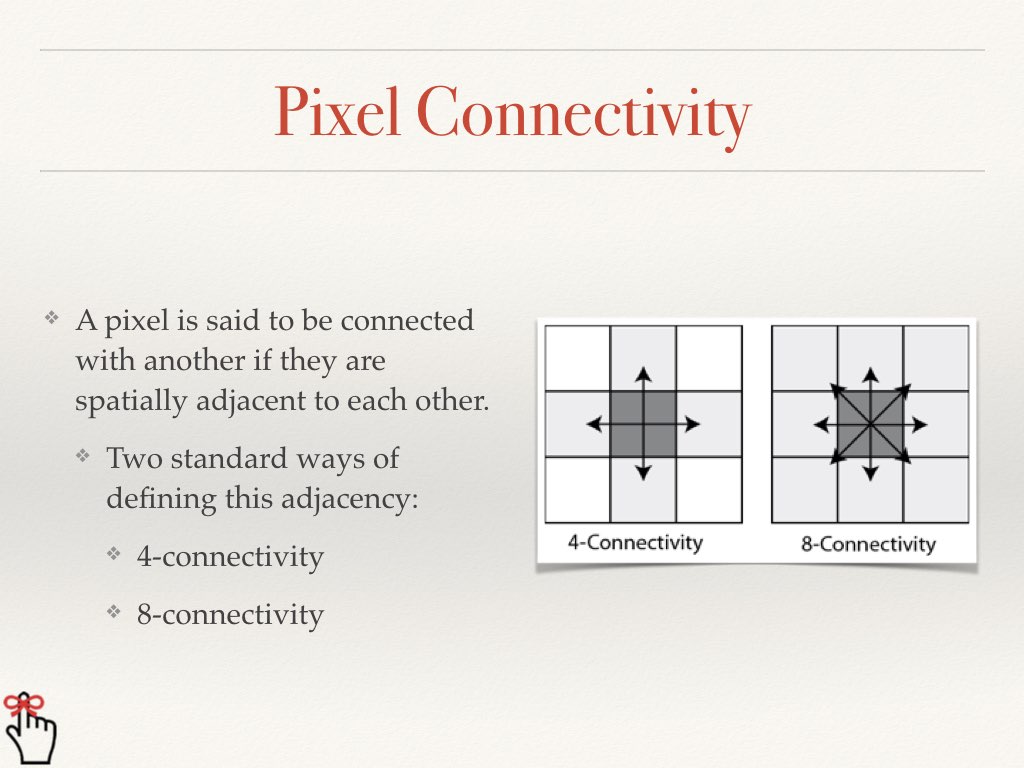 Pixel Connectivity
A pixel is said to be connected
with another if they are
spatially adjacent to each other.
Two standard ways of
defining this adjacency:
4-connectivity
8-connectivity
4-Connectivity
8-Connectivity